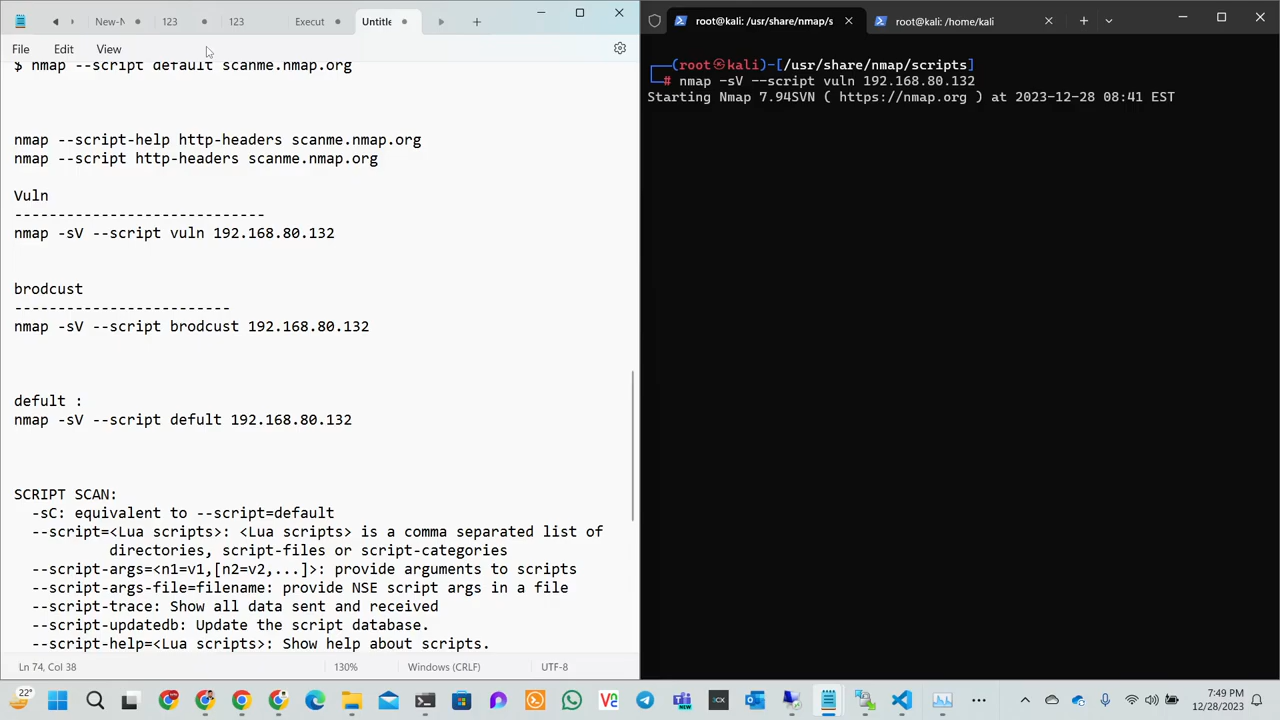 New-N
123
123
Execut
Untitle
File
Edit
View
$ nmap --script default scanme.nmap.org
nmap --script-help http-headers scanme.nmap.org
nmap --script http-headers scanme.nmap.org
Vuln
-----------------------------
nmap -sV --script vuln 192.168.80.132
brodcust
-------------------------
nmap -sV --script brodcust 192.168.80.132
defult :
nmap -sV --script defult 192.168.80.132
SCRIPT SCAN:
-sC: equivalent to --script=default
--script=<Lua scripts>: <Lua scripts> is a comma separated list of
directories, script-files or script-categories
--script-args=<n1=v1,[n2=v2,...]>: provide arguments to scripts
--script-args-file=filename: provide NSE script args in a file
--script-trace: Show all data sent and received
--script-updatedb: Update the script database.
--script-help=<Lua scripts>: Show help about scripts.
Ln 74, Col 38
130%
Windows (CRLF)
UTF-8
root@kali: /usr/share/nmap/s
root@kali: /home/kali
(root㉿kali)-[/usr/share/nmap/scripts]
# nmap -sV --script vuln 192.168.80.132
Starting Nmap 7.94SVN ( https://nmap.org ) at 2023-12-28 08:41 EST
22°
7:49 PM
12/28/2023